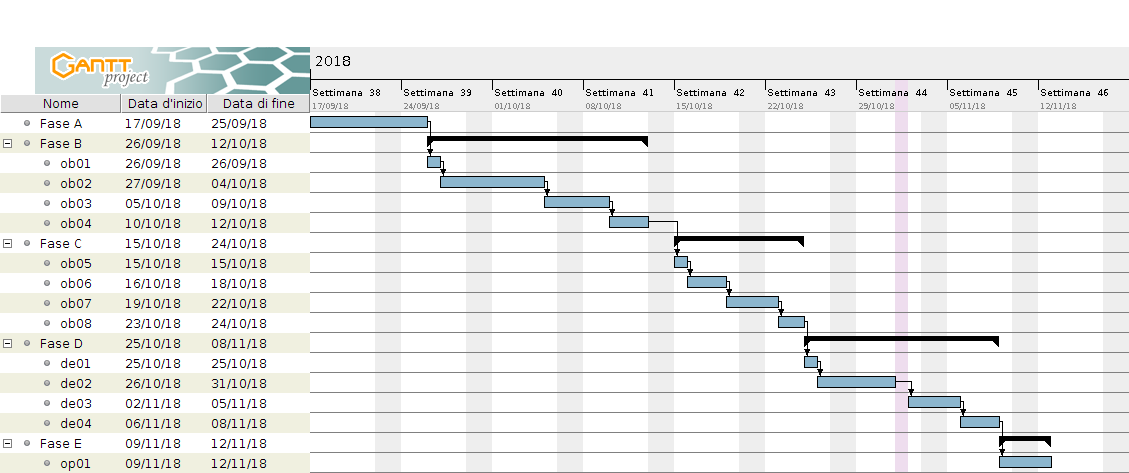 GANTT
project
2018
Settimana 38 Settimana 39 Settimana 40 Settimana 41 Settimana 42 Settimana 43 Settimana 44 Settimana 45 Settimana 46
17/09/18 24/09/18 01/10/18 08/10/18 15/10/18 22/10/18 29/10/18 05/11/18 12/11/18
Nome Data d'inizio Data di fine
Fase A 17/09/18 25/09/18
Fase B 26/09/18 12/10/18
ob01 26/09/18 26/09/18
ob02 27/09/18 04/10/18
ob03 05/10/18 09/10/18
ob04 10/10/18 12/10/18
Fase C 15/10/18 24/10/18
ob05 15/10/18 15/10/18
ob06 16/10/18 18/10/18
ob07 19/10/18 22/10/18
ob08 23/10/18 24/10/18
Fase D 25/10/18 08/11/18
de01 25/10/18 25/10/18
de02 26/10/18 31/10/18
de03 02/11/18 05/11/18
de04 06/11/18 08/11/18
Fase E 09/11/18 12/11/18
op01 09/11/18 12/11/18